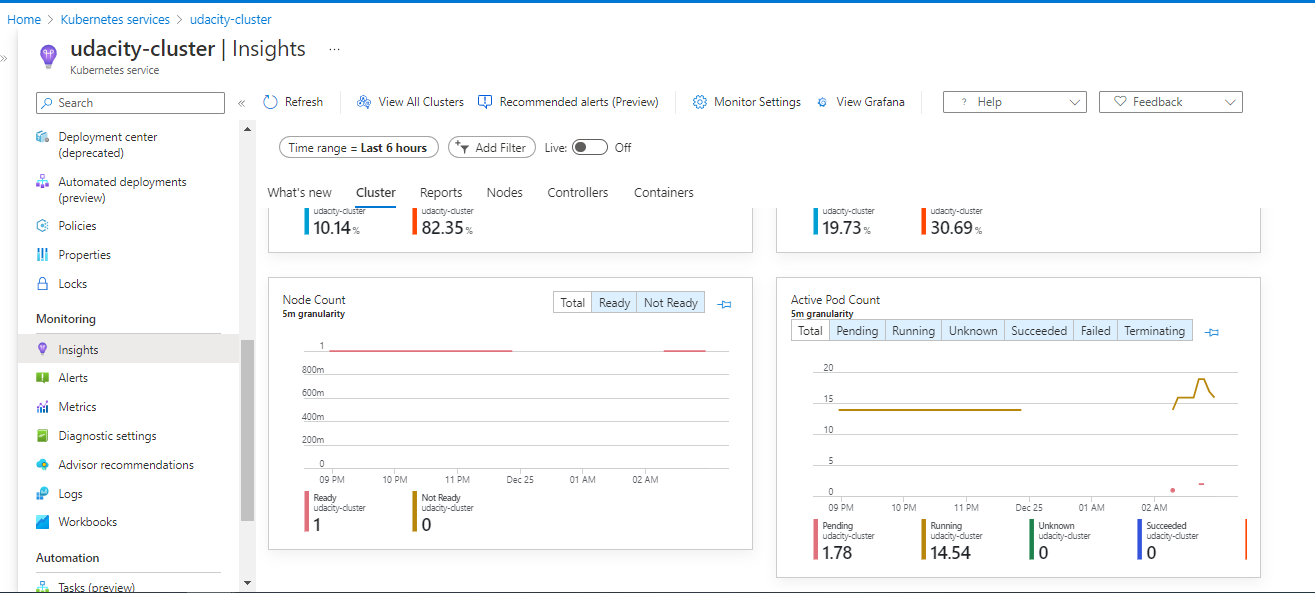 Home > Kubernetes services > udacity-cluster
»
udacity-cluster | Insights ...
Kubernetes service
Search
«
Refresh
View All Clusters
Recommended alerts (Preview)
Monitor Settings
View Grafana
? Help
Feedback
Deployment center
(deprecated)
Automated deployments
(preview)
Policies
Properties
Locks
Monitoring
Insights
Alerts
Metrics
Diagnostic settings
Advisor recommendations
Logs
Workbooks
Automation
Tasks (preview)
Time range = Last 6 hours
Add Filter
Live: Off
What's new Cluster Reports Nodes Controllers Containers
udacity-cluster
10.14%
udacity-cluster
82.35%
udacity-cluster
19.73%
udacity-cluster
30.69%
Node Count
5m granularity
Total Ready Not Ready
1
800m
600m
400m
200m
0
09 PM 10 PM 11 PM Dec 25 01 AM 02 AM
Ready
udacity-cluster
1
Not Ready
udacity-cluster
0
Active Pod Count
5m granularity
Total Pending Running Unknown Succeeded Failed Terminating
20
15
10
5
0
09 PM 10 PM 11 PM Dec 25 01 AM 02 AM
Pending
udacity-cluster
1.78
Running
udacity-cluster
14.54
Unknown
udacity-cluster
0
Succeeded
udacity-cluster
0